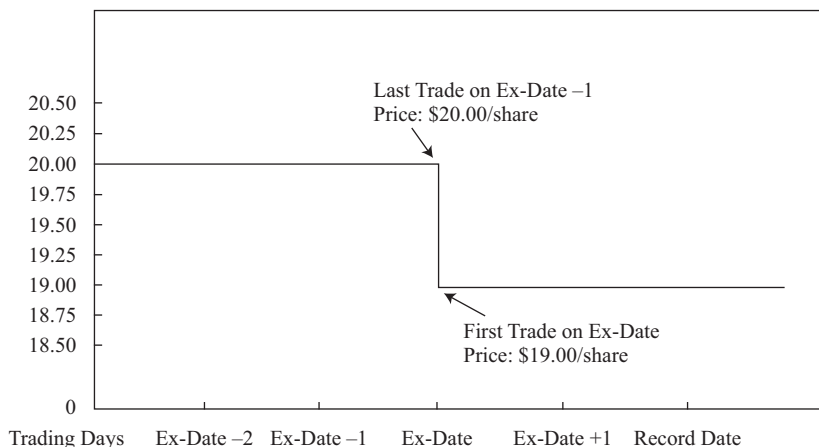 Last Trade on Ex-Date –1
Price: $20.00/share
20.50
20.25
20.00
19.75
19.50
19.25
19.00
18.75
18.50
First Trade on Ex-Date
Price: $19.00/share
0
Trading Days Ex-Date –2 Ex-Date –1 Ex-Date Ex-Date +1 Record Date